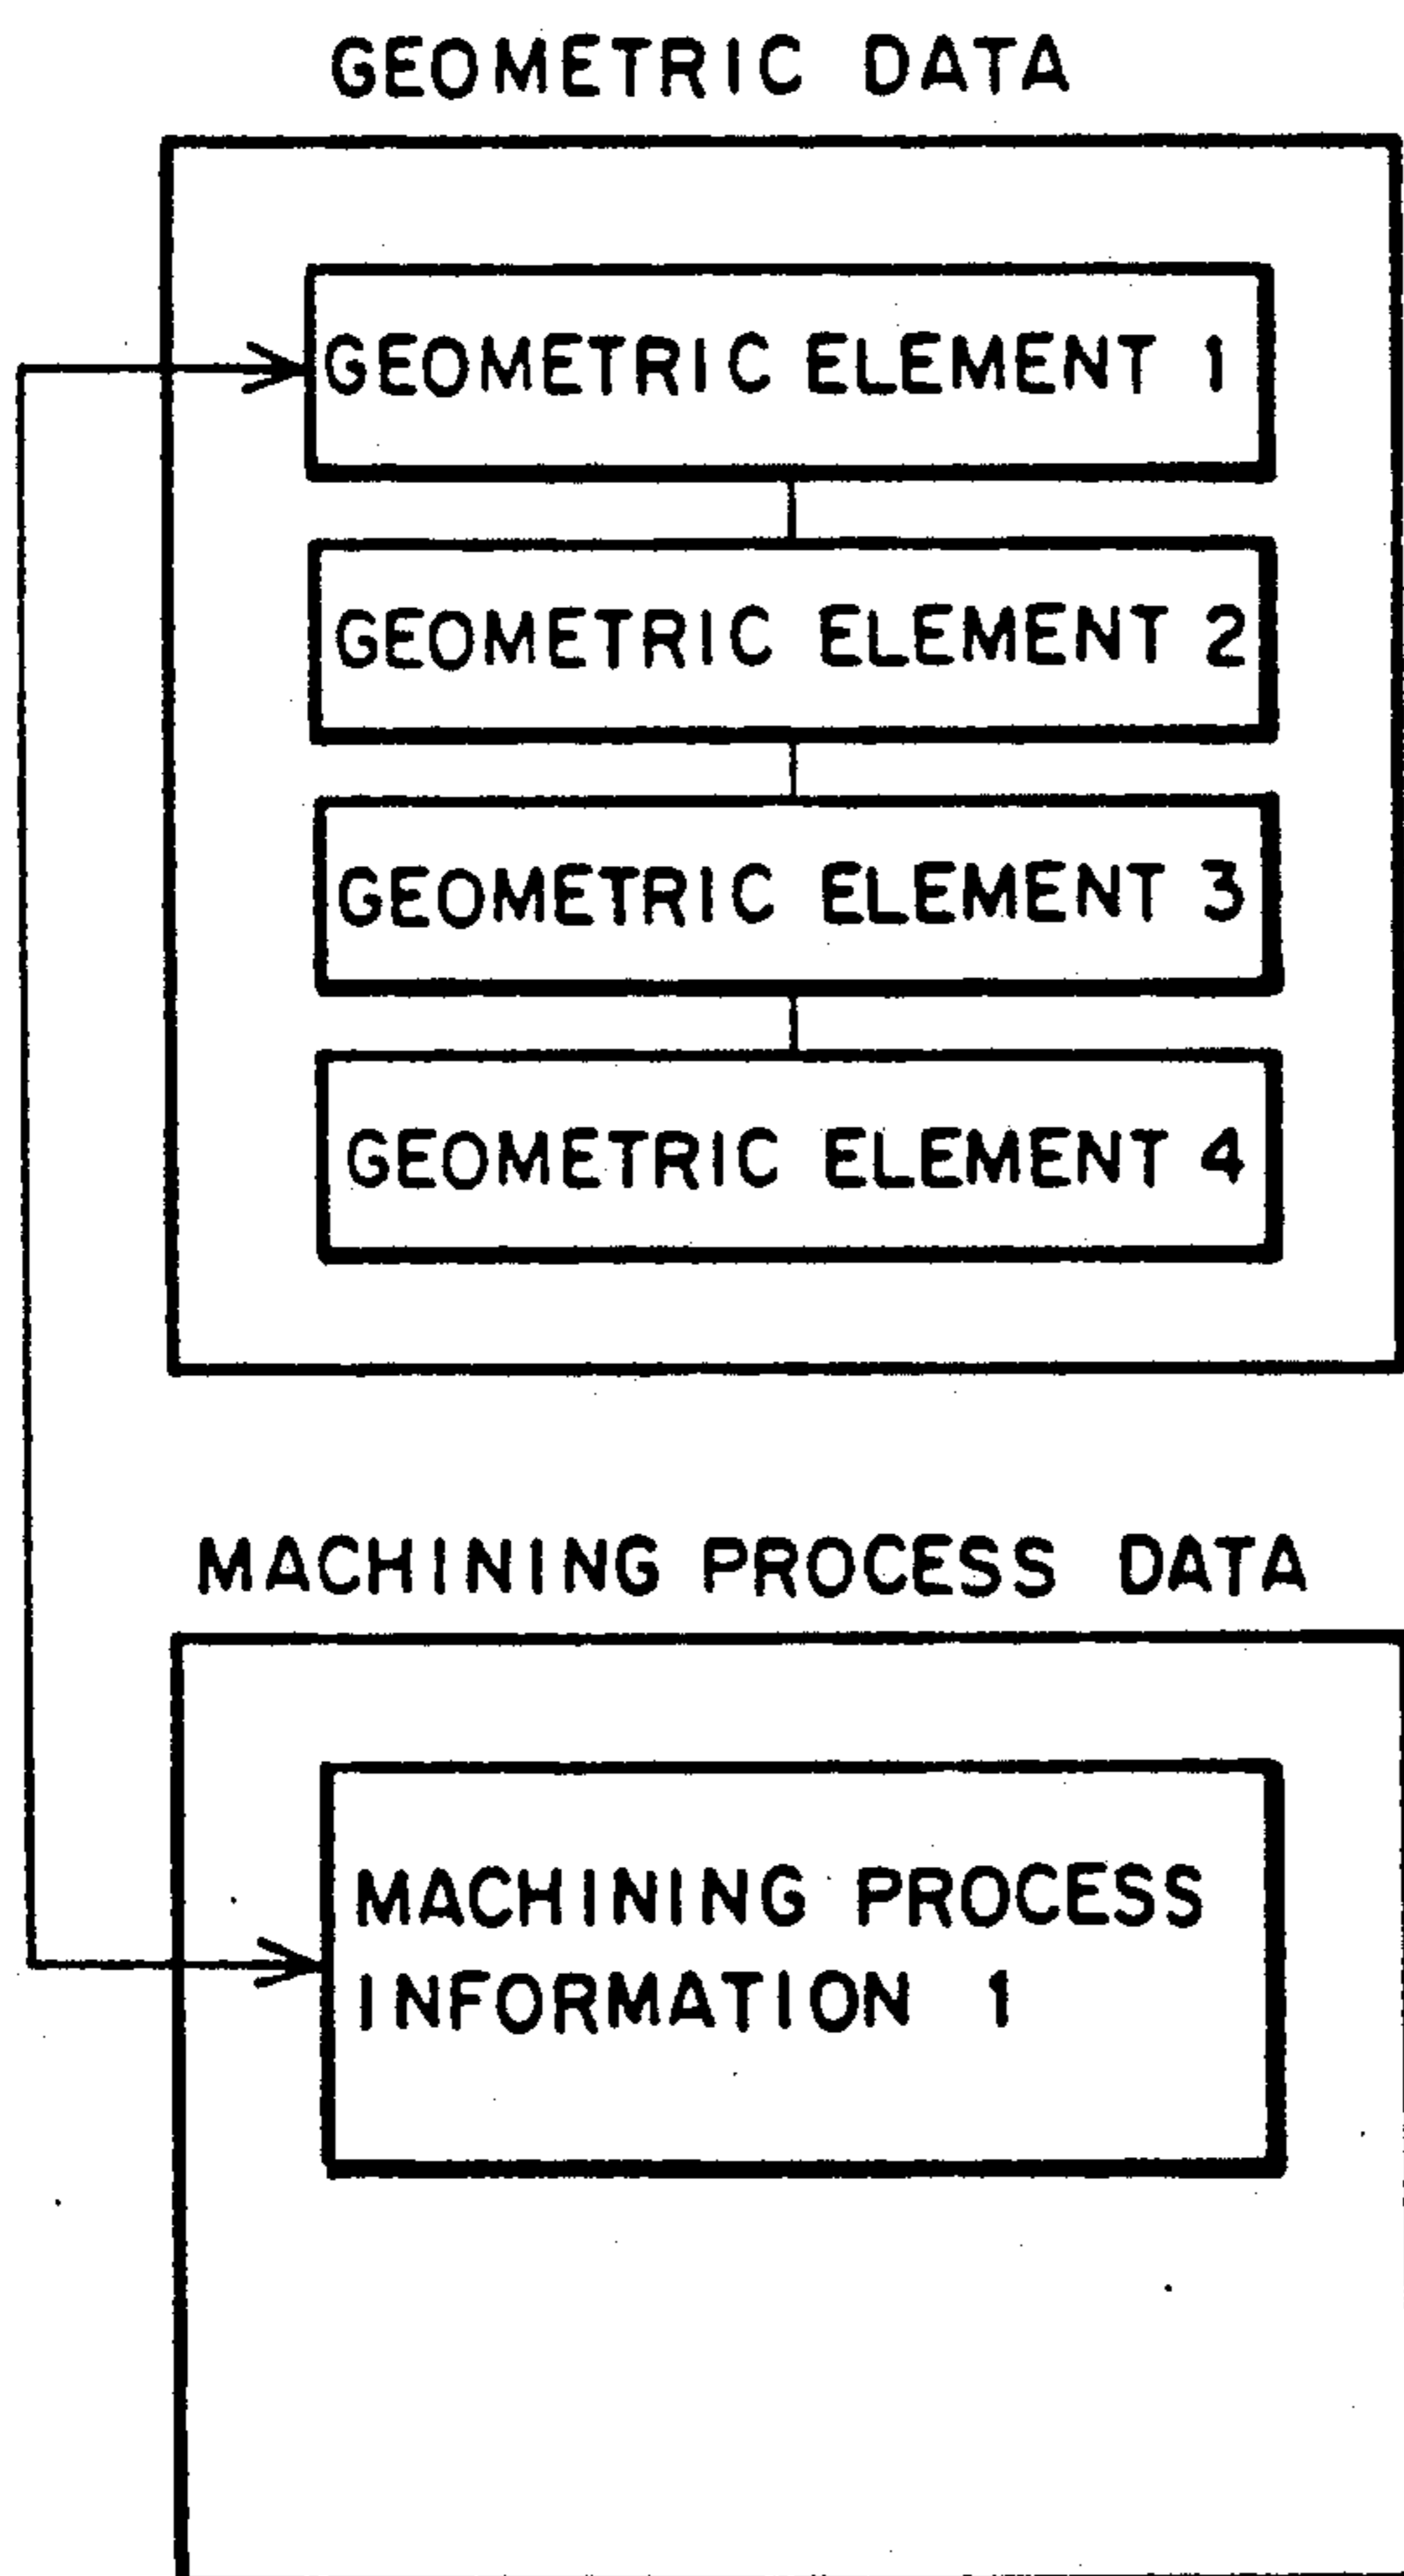 GEOMETRIC DATA
GEOMETRIC ELEMENT 1
GEOMETRIC ELEMENT 2
GEOMETRIC ELEMENT 3
GEOMETRIC ELEMENT 4
MACHINING PROCESS DATA
MACHINING PROCESS
INFORMATION 1